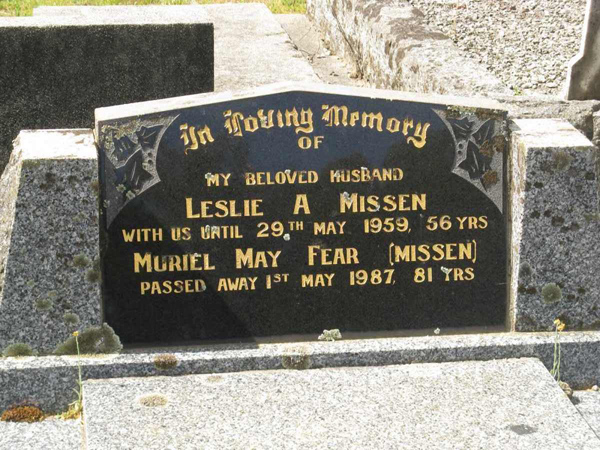 In Loving Memory
OF
MY BELOVED HUSBAND
LESLIE A MISSEN
WITH US UNTIL 29TH MAY 1959, 56 YRS
MURIEL MAY FEAR (MISSEN)
PASSED AWAY 1ST MAY 1987, 81 YRS